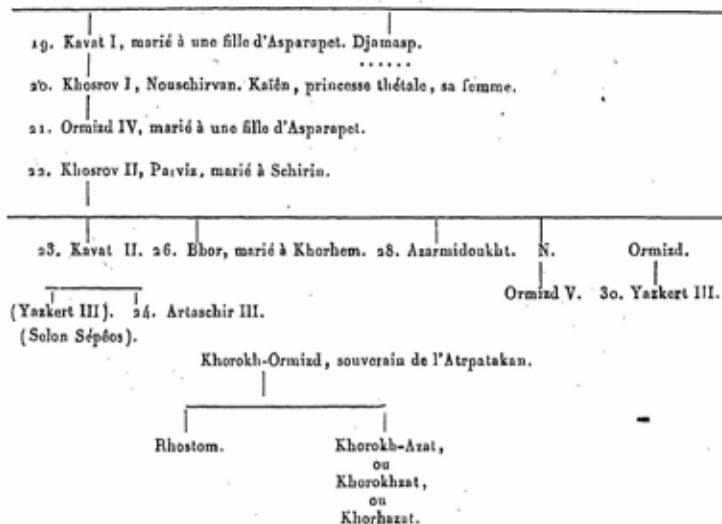 19. Kavat I, marié à une fille d'Asparapet. Djamasp.
20. Khosrov I, Nouschirvan. Kaïên, princesse thétale, sa femme.
21. Ormizd IV, marié à une fille d'Asparapet.
22. Khosrov II, Parviz, marié à Schirin.
23. Kavat II. 26. Bbor, marié à Khorhem. 28. Azarmidoukht. N. Ormizd.
Ormizd V. 30. Yazkert III.
(Yazkert III). 24. Artaschir III.
(Selon Sépêos).
Khorokh-Ormizd, souverain de l'Atrpatakan.
Rhostom. Khorokh-Azat,
ou
Khorokhzat,
ou
Khorhazat.